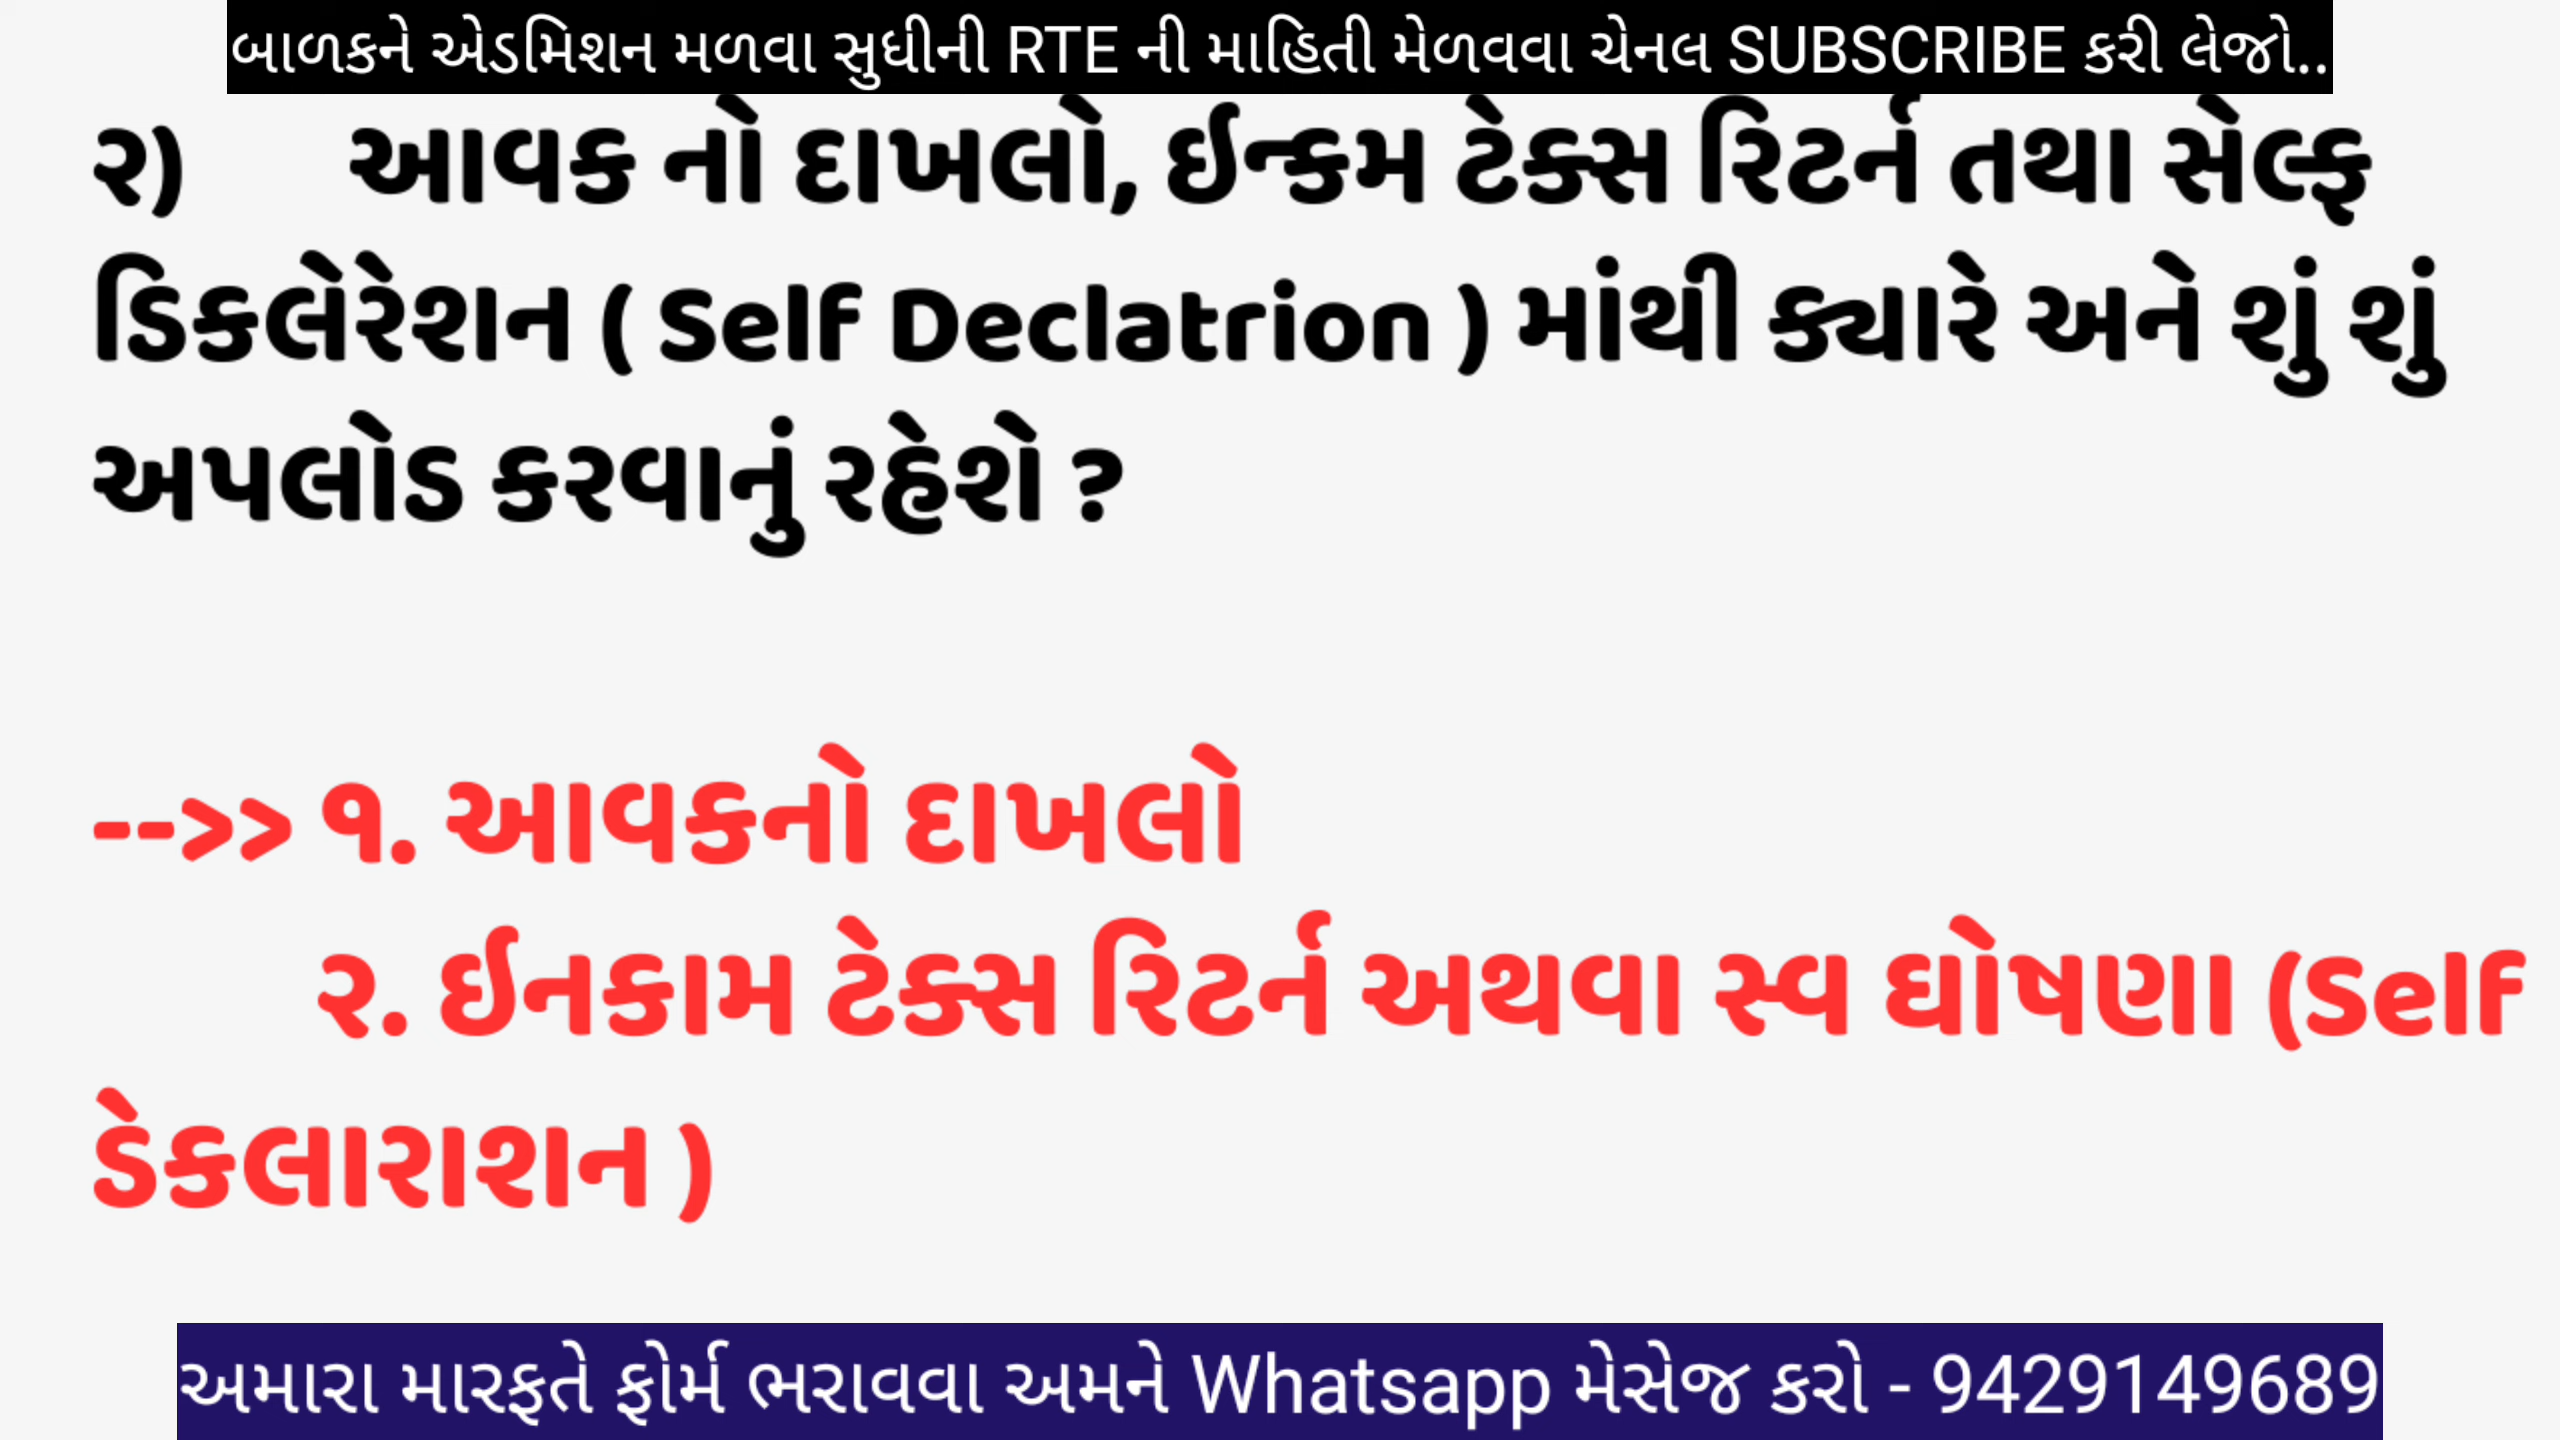 બાળકને એડમિશન મળવા સુધીની RTE ની માહિતી મેળવવા ચેનલ SUBSCRIBE કરી લેજો..
૨) આવક નો દાખલો, ઈન્કમ ટેક્સ રિટર્ન તથા સેલ્ફ
ડિકલેરેશન ( Self Declatrion ) માંથી ક્યારે અને શું શું
અપલોડ કરવાનું રહેશે ?
-->> ૧. આવકનો દાખલો
૨. ઈનકામ ટેક્સ રિટર્ન અથવા સ્વ ઘોષણા (Self
ડેકલારાશન )
અમારા મારફતે ફોર્મ ભરાવવા અમને Whatsapp મેસેજ કરો - 9429149689